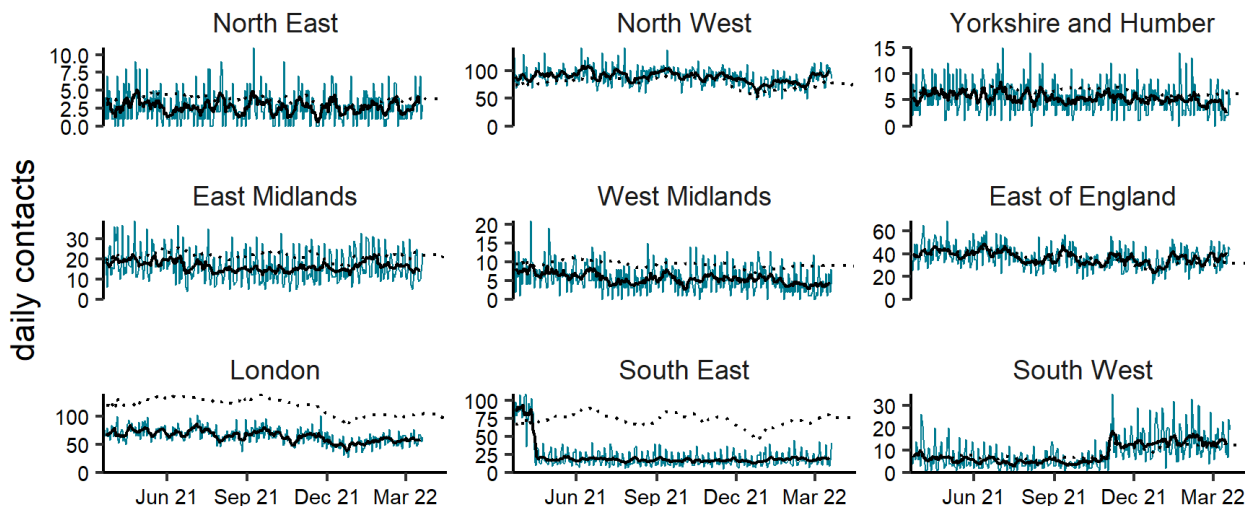 North East
North West
Yorkshire and Humber
10.0
7.5
5.0
2.5
0.0
100
50
0
15
10
5
0
daily contacts
East Midlands
West Midlands
East of England
30
20
10
0
20
15
10
5
0
60
40
20
0
London
South East
South West
100
50
0
100
75
50
25
0
30
20
10
0
Jun 21 Sep 21 Dec 21 Mar 22
Jun 21 Sep 21 Dec 21 Mar 22
Jun 21 Sep 21 Dec 21 Mar 22